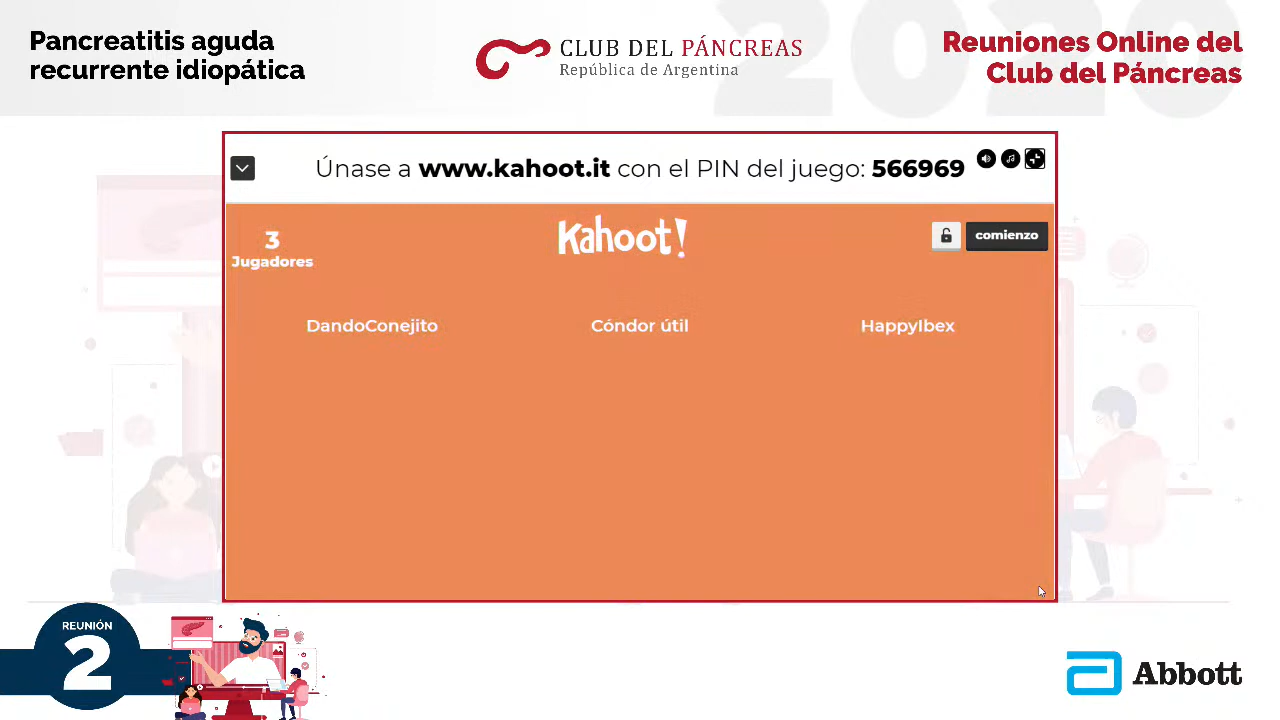 Pancreatitis aguda
recurrente idiopática
CLUB DEL PÁNCREAS
República de Argentina
2020
Reuniones Online del
Club del Páncreas
Únase a www.kahoot.it con el PIN del juego: 566969
3
Jugadores
Kahoot!
comienzo
DandoConejito
Cóndor útil
HappyIbex
REUNIÓN
2
Abbott